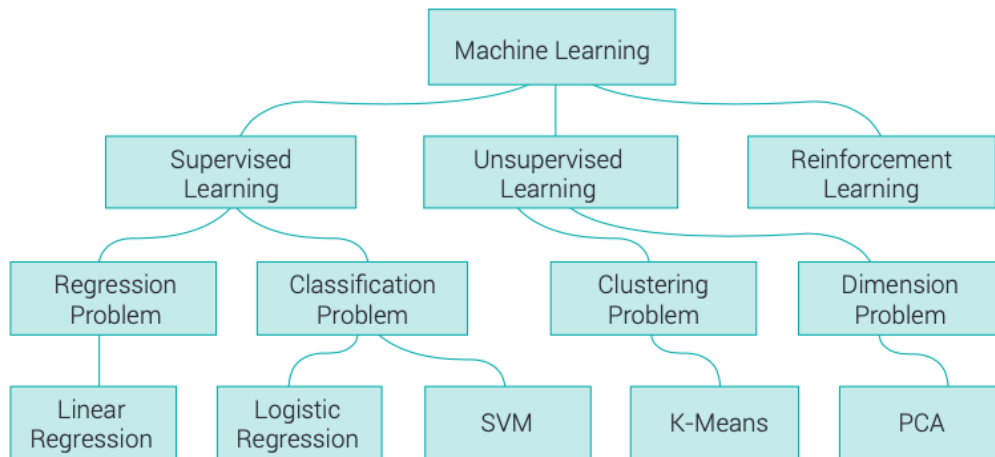 Machine Learning
Supervised
Learning
Unsupervised
Learning
Reinforcement
Learning
Regression
Problem
Classification
Problem
Clustering
Problem
Dimension
Problem
Linear
Regression
Logistic
Regression
SVM
K-Means
PCA